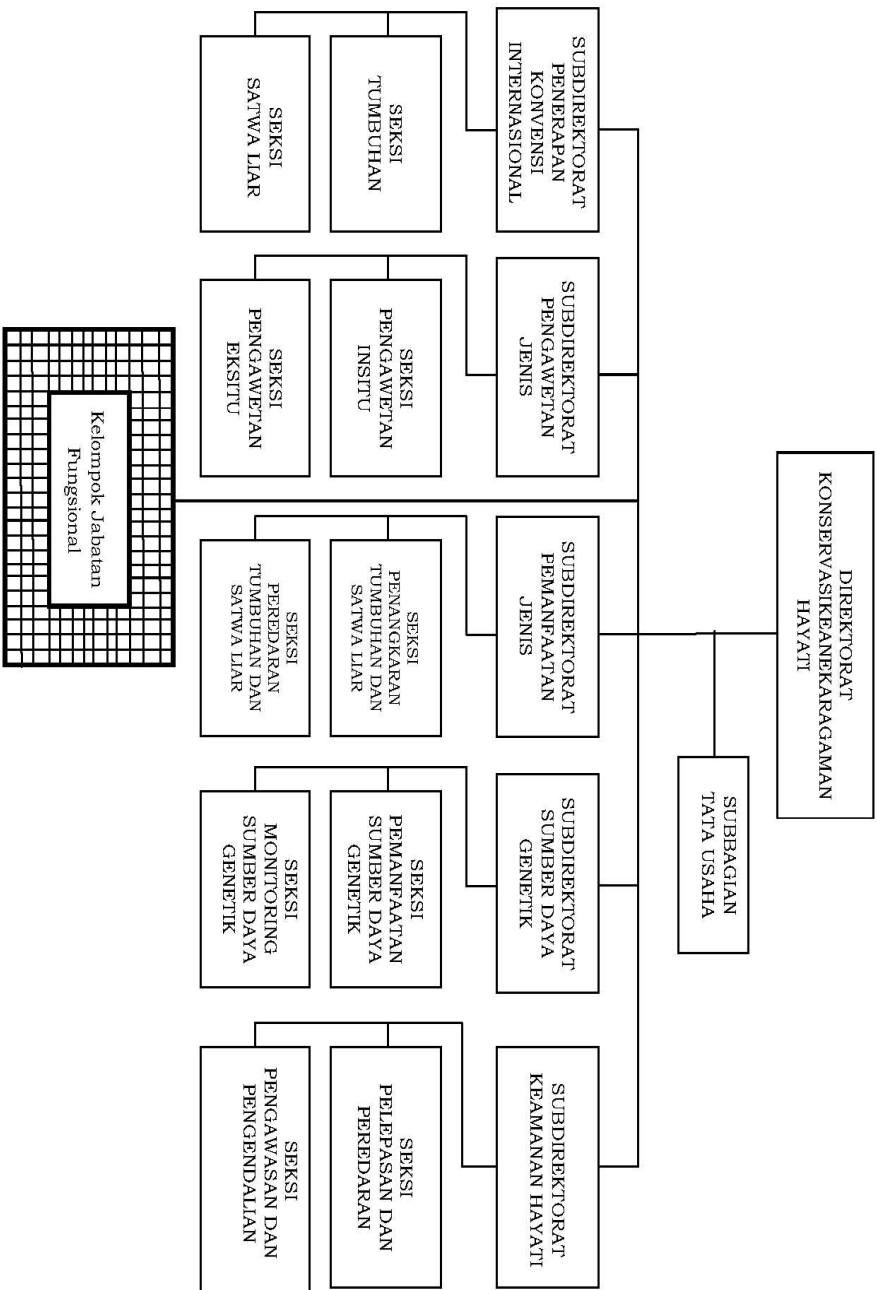 DIREKTORAT
KONSERVASIKEANEKARAGAMAN
HAYATI
SUBBAGIAN
TATA USAHA
SUBDIREKTORAT
PENERAPAN
KONVENSI
INTERNASIONAL
SUBDIREKTORAT
PENGAWETAN
JENIS
SUBDIREKTORAT
PEMANFAATAN
JENIS
SUBDIREKTORAT
SUMBER DAYA
GENETIK
SUBDIREKTORAT
KEAMANAN HAYATI
SEKSI
TUMBUHAN
SEKSI
PENGAWETAN
INSITU
SEKSI
PENANGKARAN
TUMBUHAN DAN
SATWA LIAR
SEKSI
PEMANFAATAN
SUMBER DAYA
GENETIK
SEKSI
PELEPASAN DAN
PEREDARAN
SEKSI
SATWA LIAR
SEKSI
PENGAWETAN
EKSITU
SEKSI
PEREDARAN
TUMBUHAN DAN
SATWA LIAR
SEKSI
MONITORING
SUMBER DAYA
GENETIK
SEKSI
PENGAWASAN DAN
PENGENDALIAN
Kelompok Jabatan
Fungsional